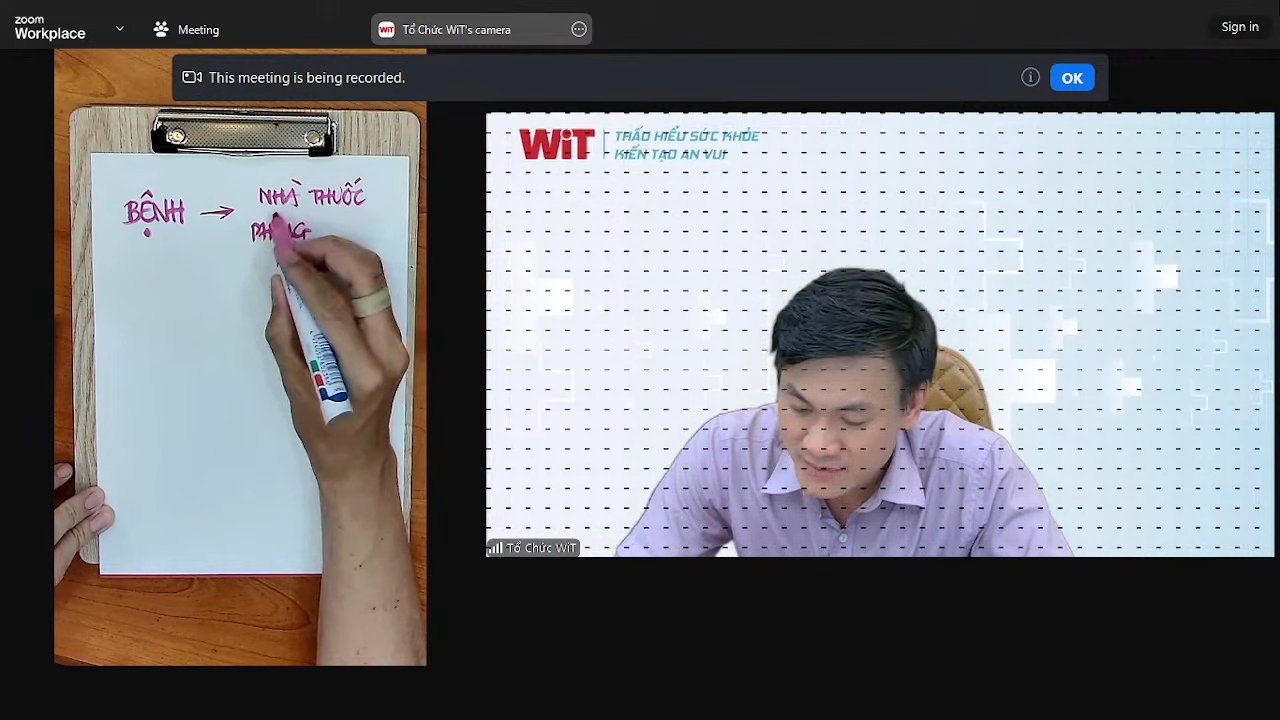 zoom
Workplace
Meeting
Tổ Chức WiT's camera
Sign in
This meeting is being recorded.
OK
BỆNH → NHÀ THUỐC
PHÒNG
WiT
THẤU HIỂU SỨC KHỎE
KIẾN TẠO AN VUI
Tổ Chức WiT